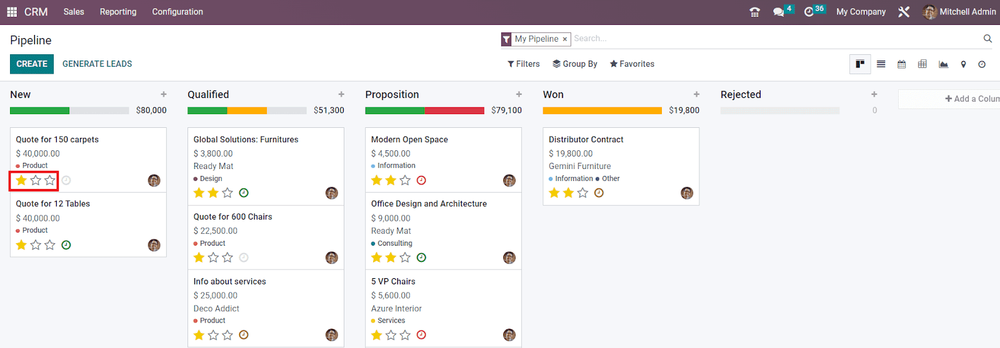 CRM Sales Reporting Configuration 4 36 My Company Mitchell Admin
Pipeline
My Pipeline × Search...
CREATE GENERATE LEADS
Filters Group By Favorites
New +
$80,000
Quote for 150 carpets
$ 40,000.00
Product
Quote for 12 Tables
$ 40,000.00
Product
Qualified +
$51,300
Global Solutions: Furnitures
$ 3,800.00
Ready Mat
Design
Quote for 600 Chairs
$ 22,500.00
Product
Info about services
$ 25,000.00
Deco Addict
Product
Proposition +
$79,100
Modern Open Space
$ 4,500.00
Information
Office Design and Architecture
$ 9,000.00
Ready Mat
Consulting
5 VP Chairs
$ 5,600.00
Azure Interior
Services
Won +
$19,800
Distributor Contract
$ 19,800.00
Gemini Furniture
Information Other
Rejected +
0
+ Add a Colum